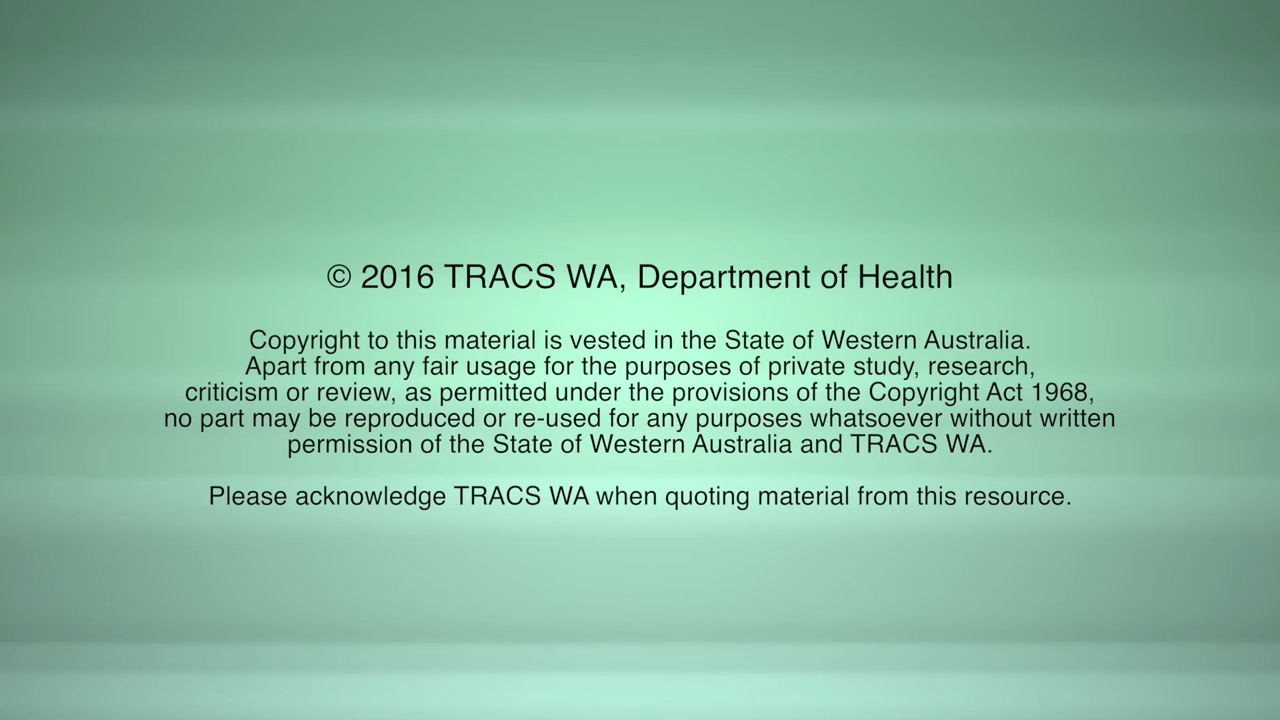 © 2016 TRACS WA, Department of Health
Copyright to this material is vested in the State of Western Australia.
Apart from any fair usage for the purposes of private study, research,
criticism or review, as permitted under the provisions of the Copyright Act 1968,
no part may be reproduced or re-used for any purposes whatsoever without written
permission of the State of Western Australia and TRACS WA.
Please acknowledge TRACS WA when quoting material from this resource.